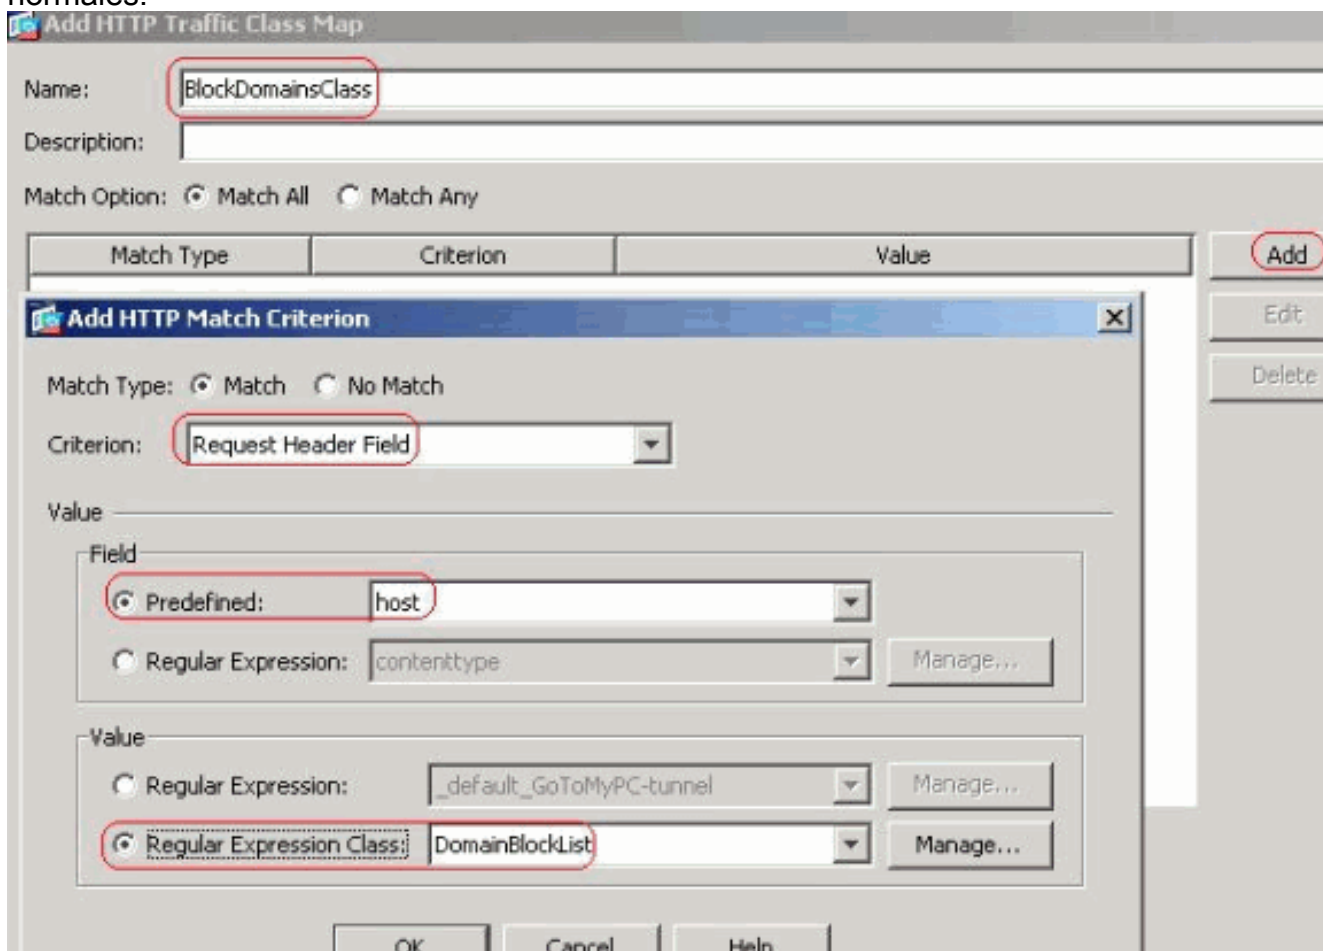 normales.
Add HTTP Traffic Class Map
Name: BlockDomainsClass
Description:
Match Option: Match All Match Any
Match Type Criterion Value Add
Add HTTP Match Criterion
Edit
Match Type: Match No Match
Delete
Criterion: Request Header Field
Value
Field
Predefined: host
Regular Expression: contenttype Manage...
Value
Regular Expression: _default_GoToMyPC-tunnel Manage...
Regular Expression Class: DomainBlockList Manage...
OK Cancel Help